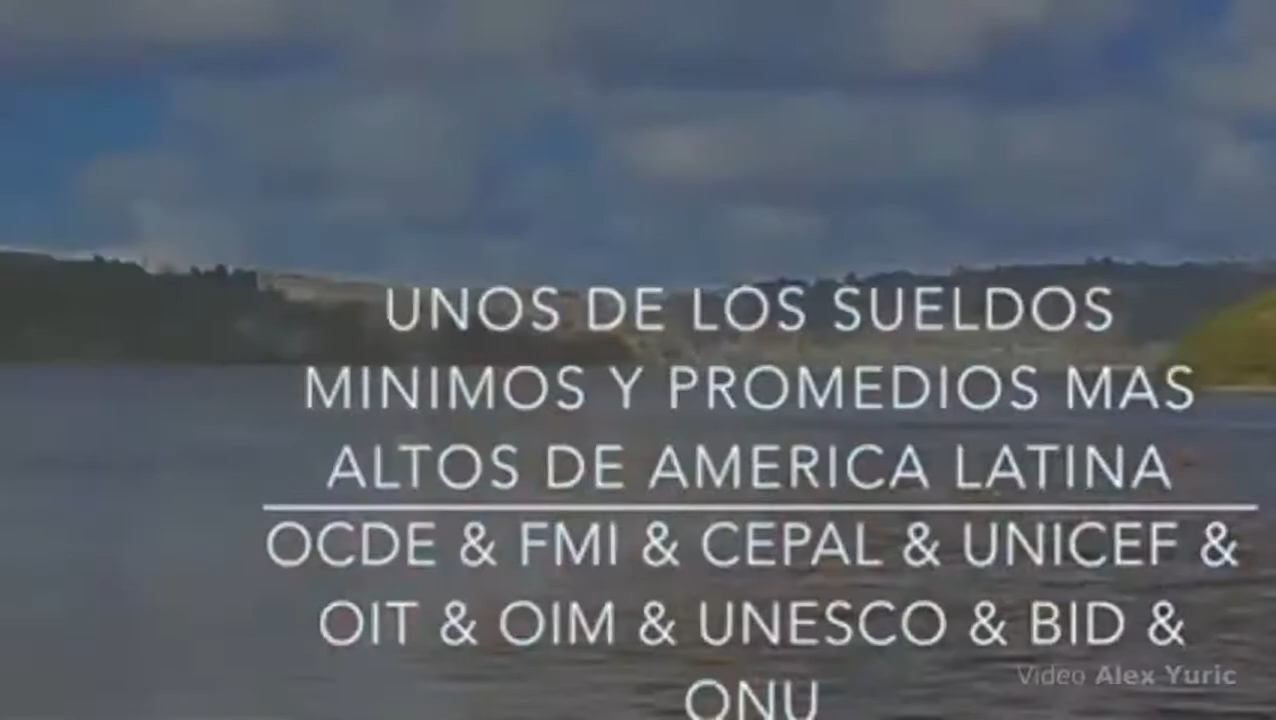 UNOS DE LOS SUELDOS
MINIMOS Y PROMEDIOS MAS
ALTOS DE AMERICA LATINA
OCDE & FMI & CEPAL & UNICEF &
OIT & OIM & UNESCO & BID &
ONU
Video Alex Yuric